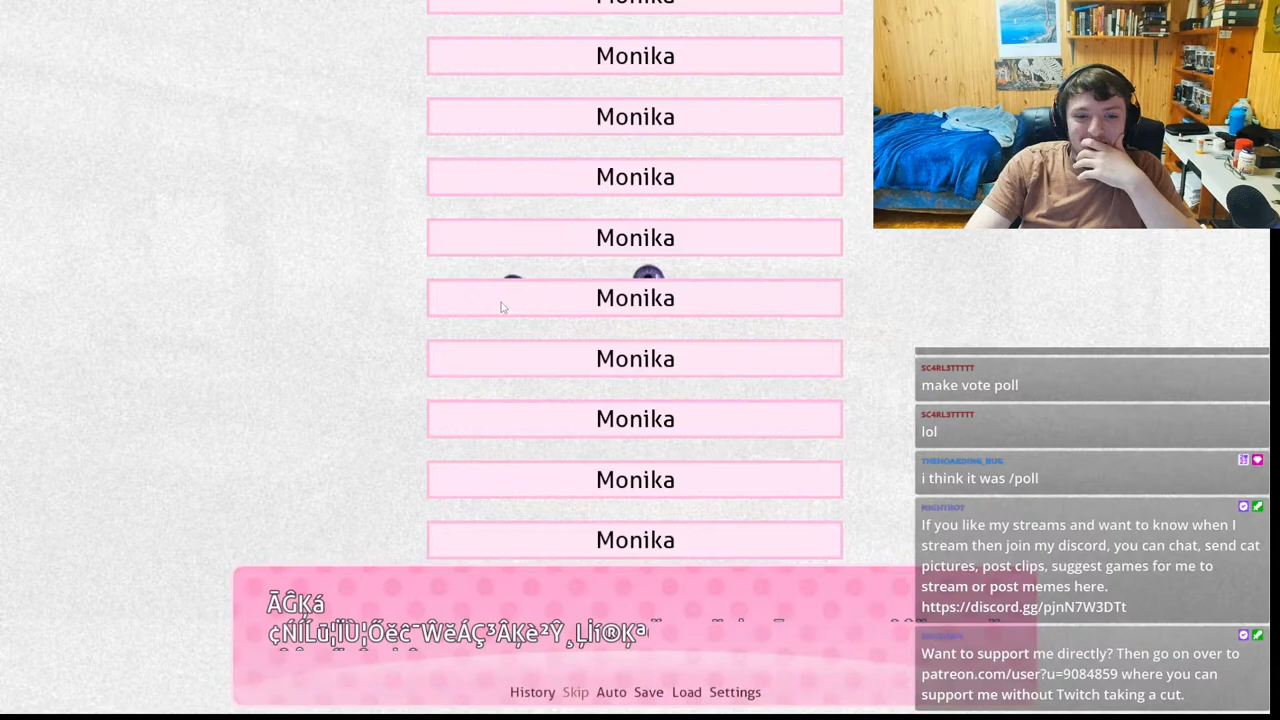 Monika
Monika
Monika
Monika
Monika
Monika
Monika
Monika
Monika
Monika
History Skip Auto Save Load Settings
SC4RL3TTTTT
make vote poll
SC4RL3TTTTT
lol
THEHOARDING_BUG
i think it was /poll
NIGHTBOT
If you like my streams and want to know when I
stream then join my discord, you can chat, send cat
pictures, post clips, suggest games for me to
stream or post memes here.
https://discord.gg/pjnN7W3DTt
Want to support me directly? Then go on over to
patreon.com/user?u=9084859 where you can
support me without Twitch taking a cut.